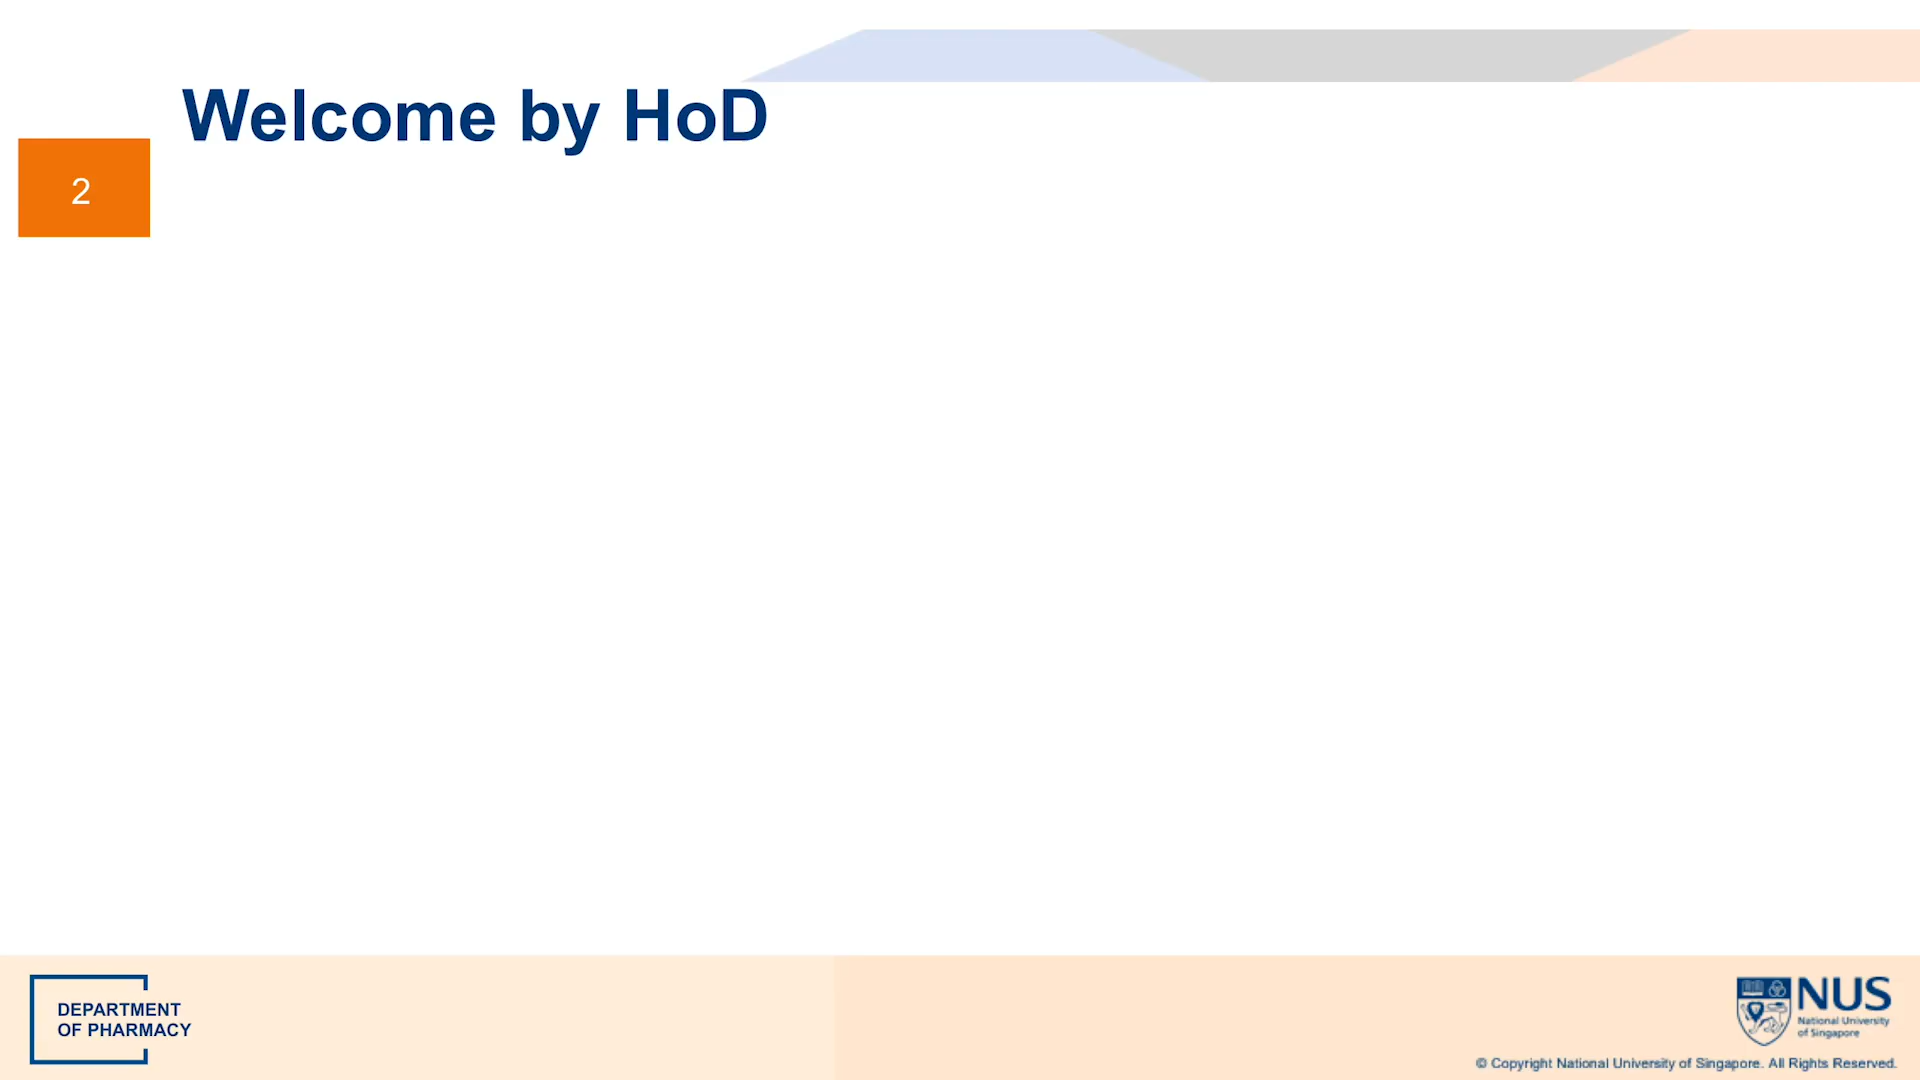 Welcome by HoD
2
DEPARTMENT
OF PHARMACY
NUS
National University
of Singapore
© Copyright National University of Singapore. All Rights Reserved.